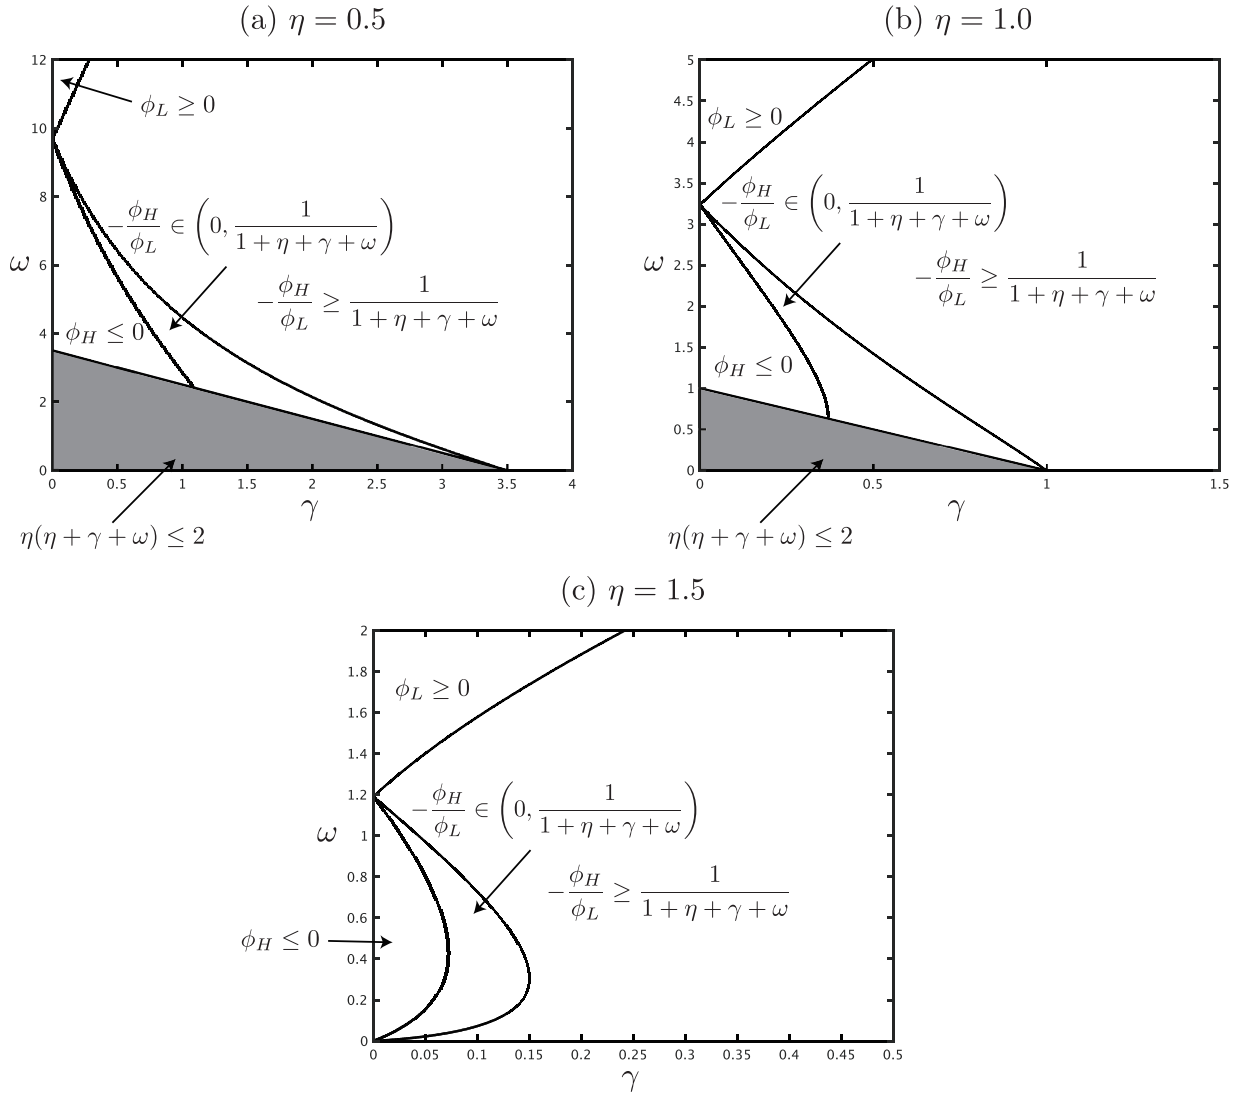 (a) η = 0.5
12
10
8
6
4
2
0
ω
ϕ_L ≥ 0
−ϕ_H/ϕ_L ∈ (0, 1/(1 + η + γ + ω))
−ϕ_H/ϕ_L ≥ 1/(1 + η + γ + ω)
ϕ_H ≤ 0
0 0.5 1 1.5 2 2.5 3 3.5 4
γ
η(η + γ + ω) ≤ 2
(b) η = 1.0
5
4.5
4
3.5
3
2.5
2
1.5
1
0.5
0
ω
ϕ_L ≥ 0
−ϕ_H/ϕ_L ∈ (0, 1/(1 + η + γ + ω))
−ϕ_H/ϕ_L ≥ 1/(1 + η + γ + ω)
ϕ_H ≤ 0
0 0.5 1 1.5
γ
η(η + γ + ω) ≤ 2
(c) η = 1.5
2
1.8
1.6
1.4
1.2
1
0.8
0.6
0.4
0.2
0
ω
ϕ_L ≥ 0
−ϕ_H/ϕ_L ∈ (0, 1/(1 + η + γ + ω))
−ϕ_H/ϕ_L ≥ 1/(1 + η + γ + ω)
ϕ_H ≤ 0
0 0.05 0.1 0.15 0.2 0.25 0.3 0.35 0.4 0.45 0.5
γ